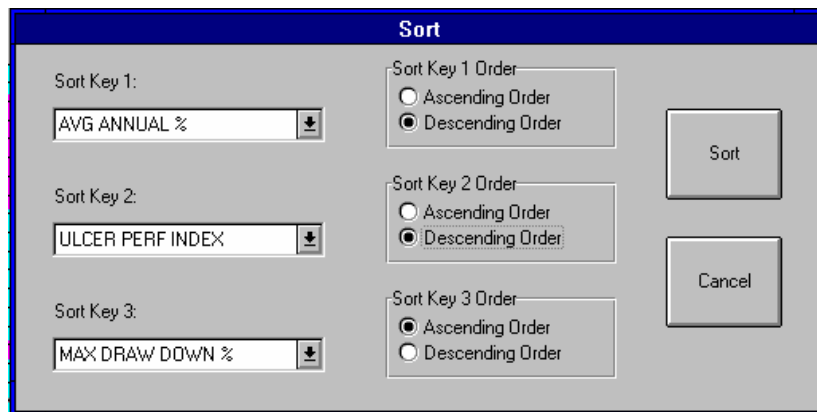 Sort
Sort Key 1:
AVG ANNUAL %
Sort Key 1 Order
Ascending Order
Descending Order
Sort
Sort Key 2:
ULCER PERF INDEX
Sort Key 2 Order
Ascending Order
Descending Order
Cancel
Sort Key 3:
MAX DRAW DOWN %
Sort Key 3 Order
Ascending Order
Descending Order